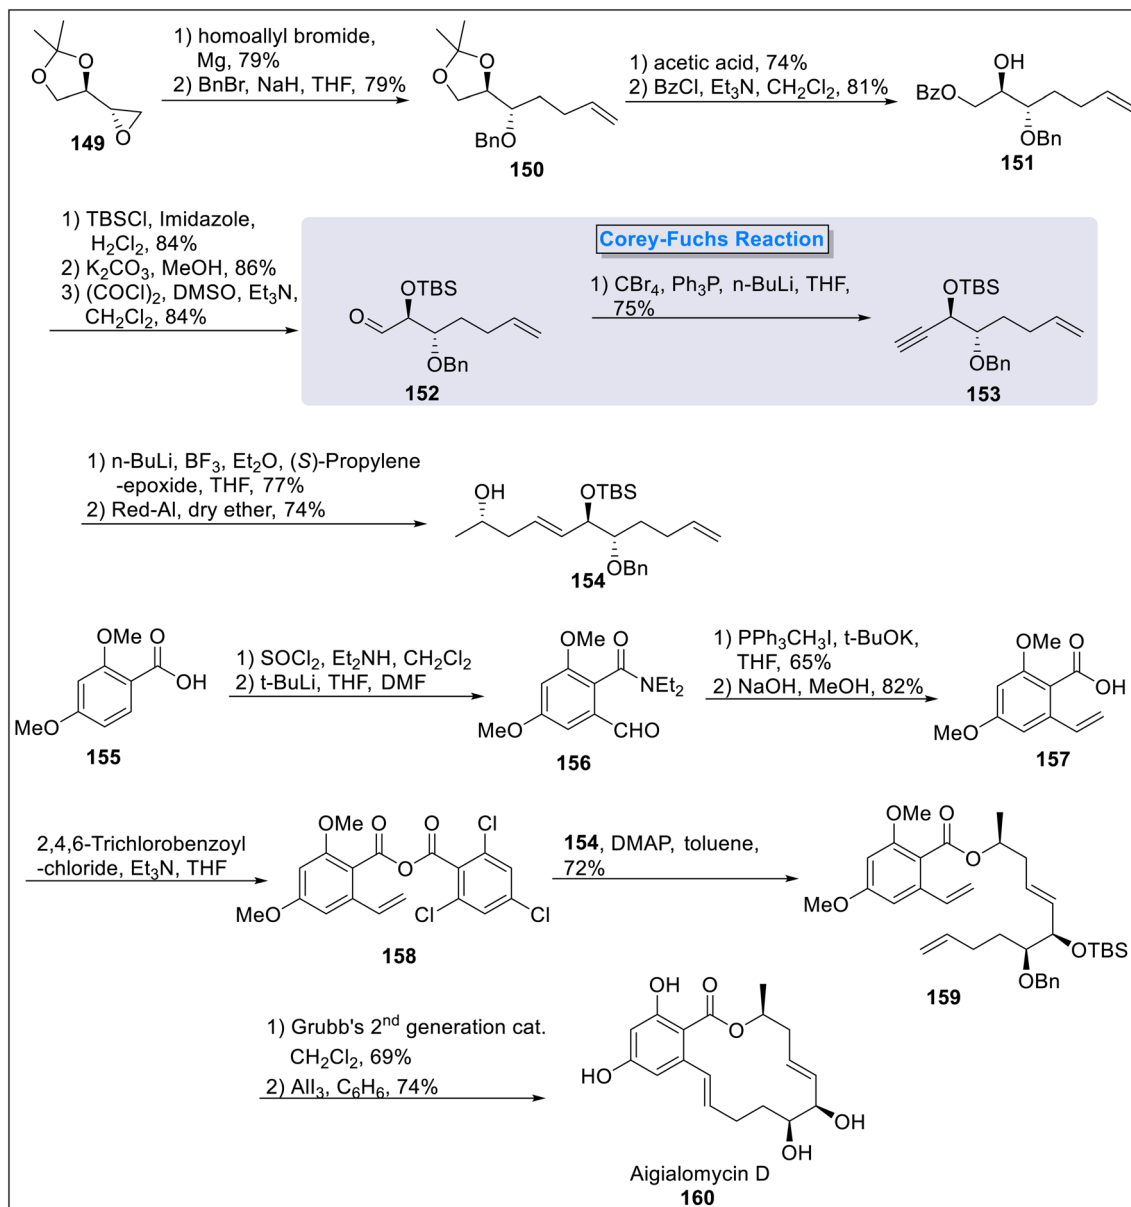 O
O
O
149
1) homoallyl bromide,
Mg, 79%
2) BnBr, NaH, THF, 79%
O
O
BnO
150
1) acetic acid, 74%
2) BzCl, Et3N, CH2Cl2, 81%
OH
BzO
OBn
151
1) TBSCl, Imidazole,
H2Cl2, 84%
2) K2CO3, MeOH, 86%
3) (COCl)2, DMSO, Et3N,
CH2Cl2, 84%
Corey-Fuchs Reaction
OTBS
O
OBn
152
1) CBr4, Ph3P, n-BuLi, THF,
75%
OTBS
OBn
153
1) n-BuLi, BF3, Et2O, (S)-Propylene
-epoxide, THF, 77%
2) Red-Al, dry ether, 74%
OH
OTBS
OBn
154
OMe
O
OH
MeO
155
1) SOCl2, Et2NH, CH2Cl2
2) t-BuLi, THF, DMF
OMe
O
NEt2
MeO
CHO
156
1) PPh3CH3I, t-BuOK,
THF, 65%
2) NaOH, MeOH, 82%
OMe
O
OH
MeO
157
2,4,6-Trichlorobenzoyl
-chloride, Et3N, THF
OMe
O
O
Cl
O
MeO
Cl
Cl
158
154, DMAP, toluene,
72%
OMe
O
O
MeO
OTBS
OBn
159
1) Grubb's 2nd generation cat.
CH2Cl2, 69%
2) AlI3, C6H6, 74%
OH
O
O
HO
OH
OH
Aigialomycin D
160